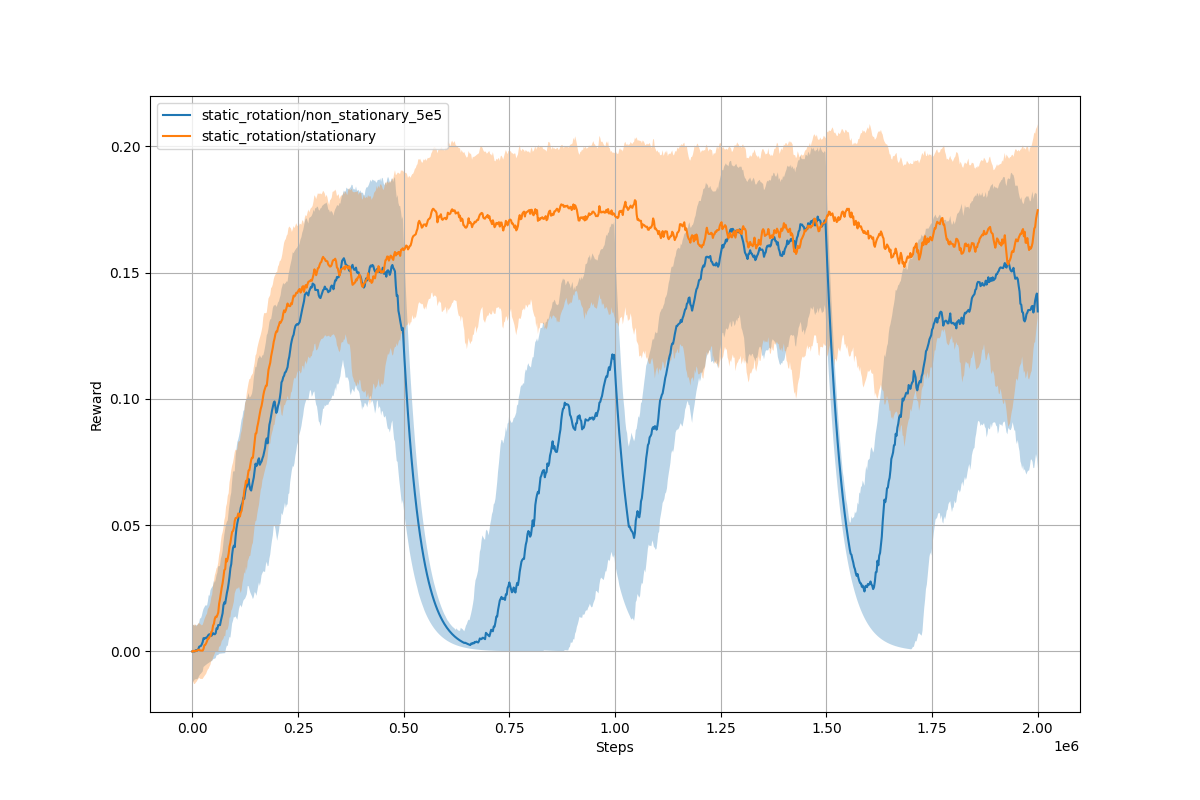 static_rotation/non_stationary_5e5
static_rotation/stationary
0.20
0.15
0.10
0.05
0.00
Reward
0.00 0.25 0.50 0.75 1.00 1.25 1.50 1.75 2.00
Steps
1e6